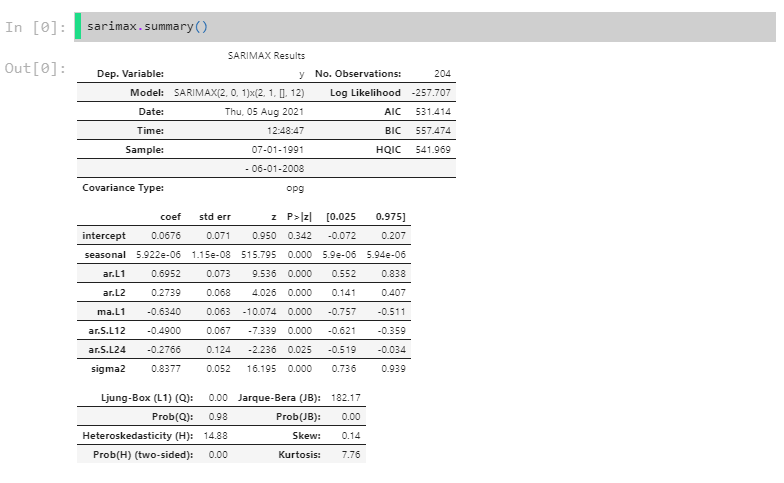 In [0]: sarimax.summary()
Out[0]:
SARIMAX Results
Dep. Variable: y No. Observations: 204
Model: SARIMAX(2, 0, 1)x(2, 1, [], 12) Log Likelihood -257.707
Date: Thu, 05 Aug 2021 AIC 531.414
Time: 12:48:47 BIC 557.474
Sample: 07-01-1991 HQIC 541.969
- 06-01-2008
Covariance Type: opg
coef std err z P>|z| [0.025 0.975]
intercept 0.0676 0.071 0.950 0.342 -0.072 0.207
seasonal 5.922e-06 1.15e-08 515.795 0.000 5.9e-06 5.94e-06
ar.L1 0.6952 0.073 9.536 0.000 0.552 0.838
ar.L2 0.2739 0.068 4.026 0.000 0.141 0.407
ma.L1 -0.6340 0.063 -10.074 0.000 -0.757 -0.511
ar.S.L12 -0.4900 0.067 -7.339 0.000 -0.621 -0.359
ar.S.L24 -0.2766 0.124 -2.236 0.025 -0.519 -0.034
sigma2 0.8377 0.052 16.195 0.000 0.736 0.939
Ljung-Box (L1) (Q): 0.00 Jarque-Bera (JB): 182.17
Prob(Q): 0.98 Prob(JB): 0.00
Heteroskedasticity (H): 14.88 Skew: 0.14
Prob(H) (two-sided): 0.00 Kurtosis: 7.76